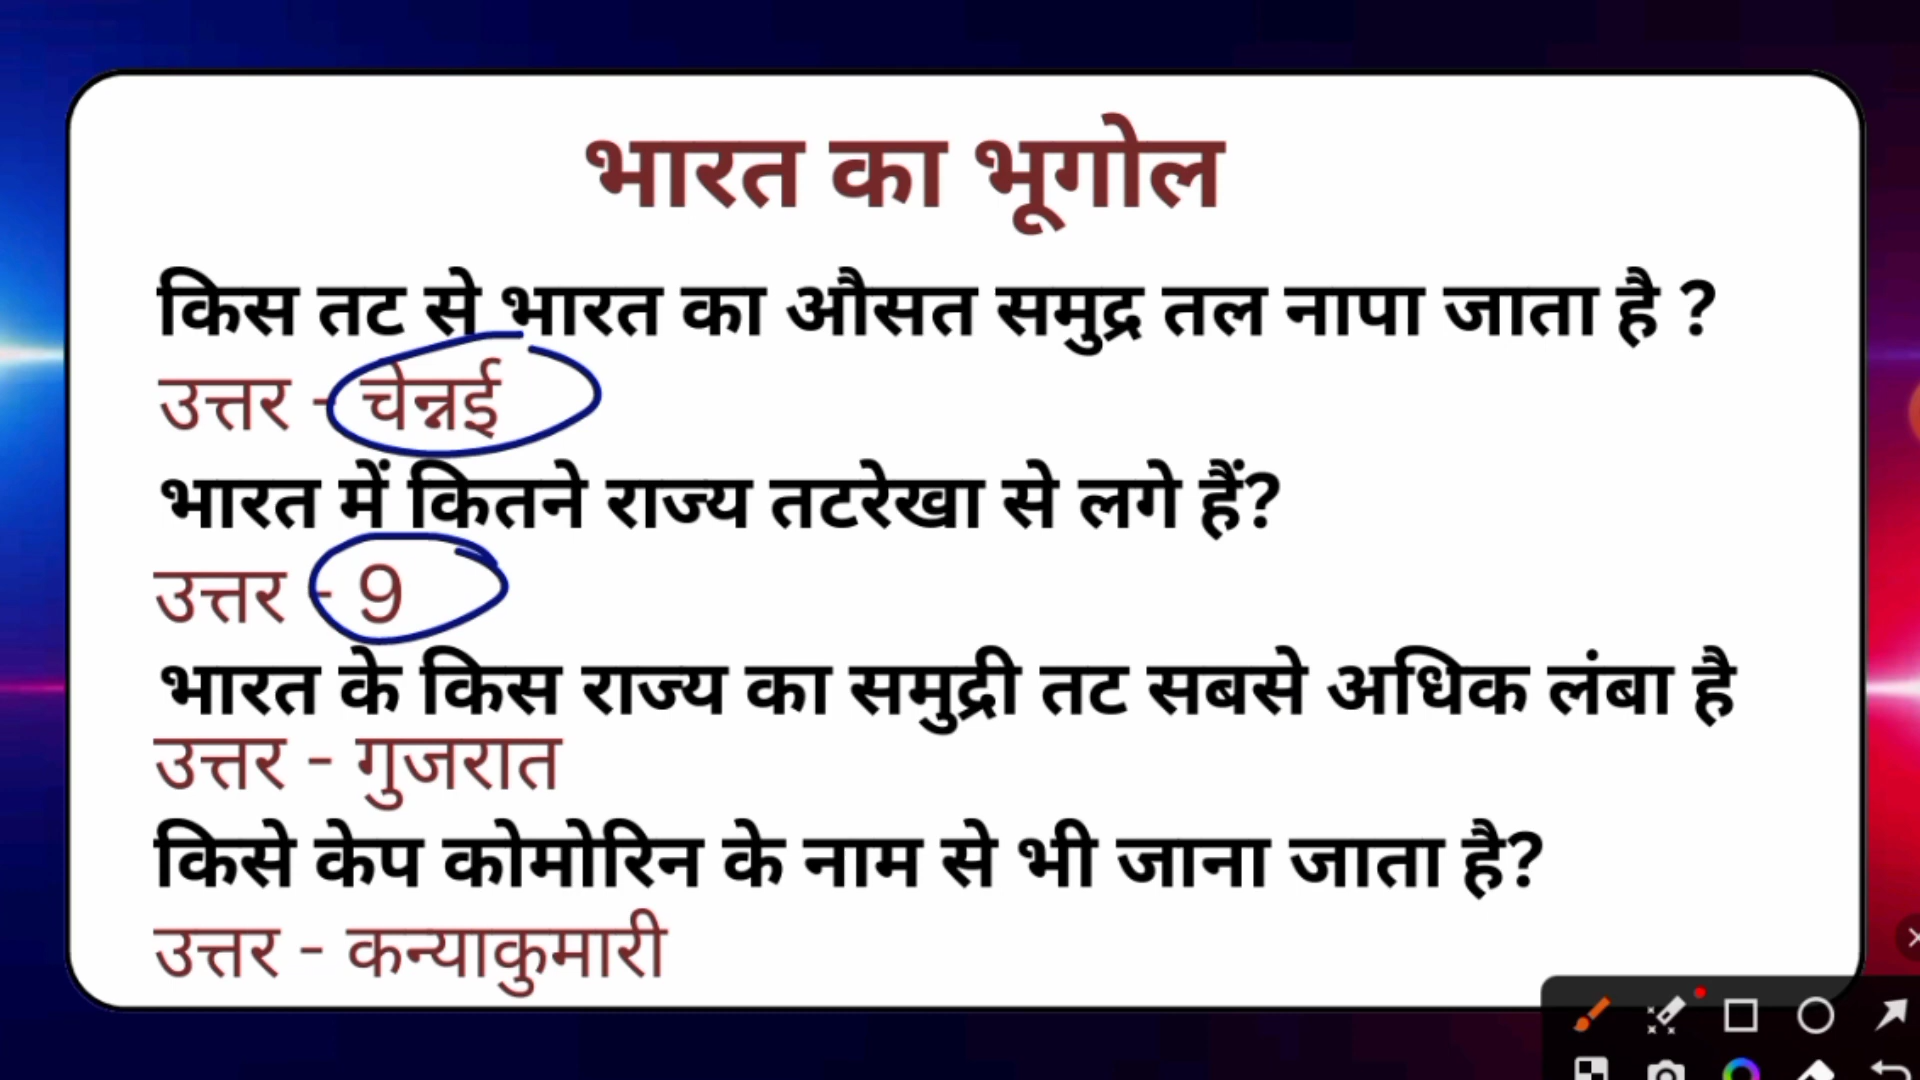 भारत का भूगोल
किस तट से भारत का औसत समुद्र तल नापा जाता है ?
उत्तर - चेन्नई
भारत में कितने राज्य तटरेखा से लगे हैं?
उत्तर - 9
भारत के किस राज्य का समुद्री तट सबसे अधिक लंबा है
उत्तर - गुजरात
किसे केप कोमोरिन के नाम से भी जाना जाता है?
उत्तर - कन्याकुमारी